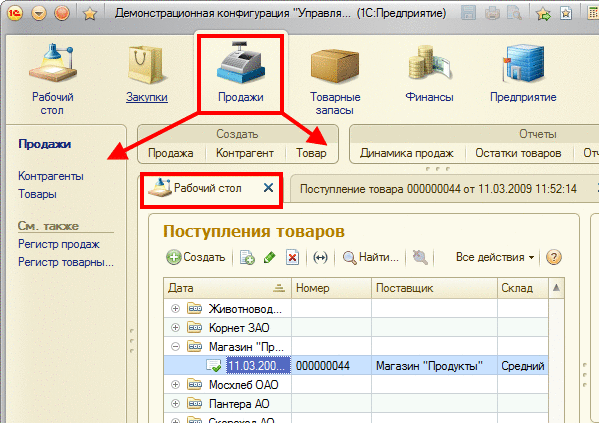 Демонстрационная конфигурация "Управля... (1С:Предприятие)
Рабочий стол
Закупки
Продажи
Товарные запасы
Финансы
Предприятие
Продажи
Контрагенты
Товары
См. также
Регистр продаж
Регистр товарны...
Создать
Продажа Контрагент Товар
Отчеты
Динамика продаж Остатки товаров От
Рабочий стол
Поступление товара 000000044 от 11.03.2009 11:52:14
Поступления товаров
Создать Найти... Все действия
Дата Номер Поставщик Склад
Животновод...
Корнет ЗАО
Магазин "Пр...
11.03.200... 000000044 Магазин "Продукты" Средний
Мосхлеб ОАО
Пантера АО